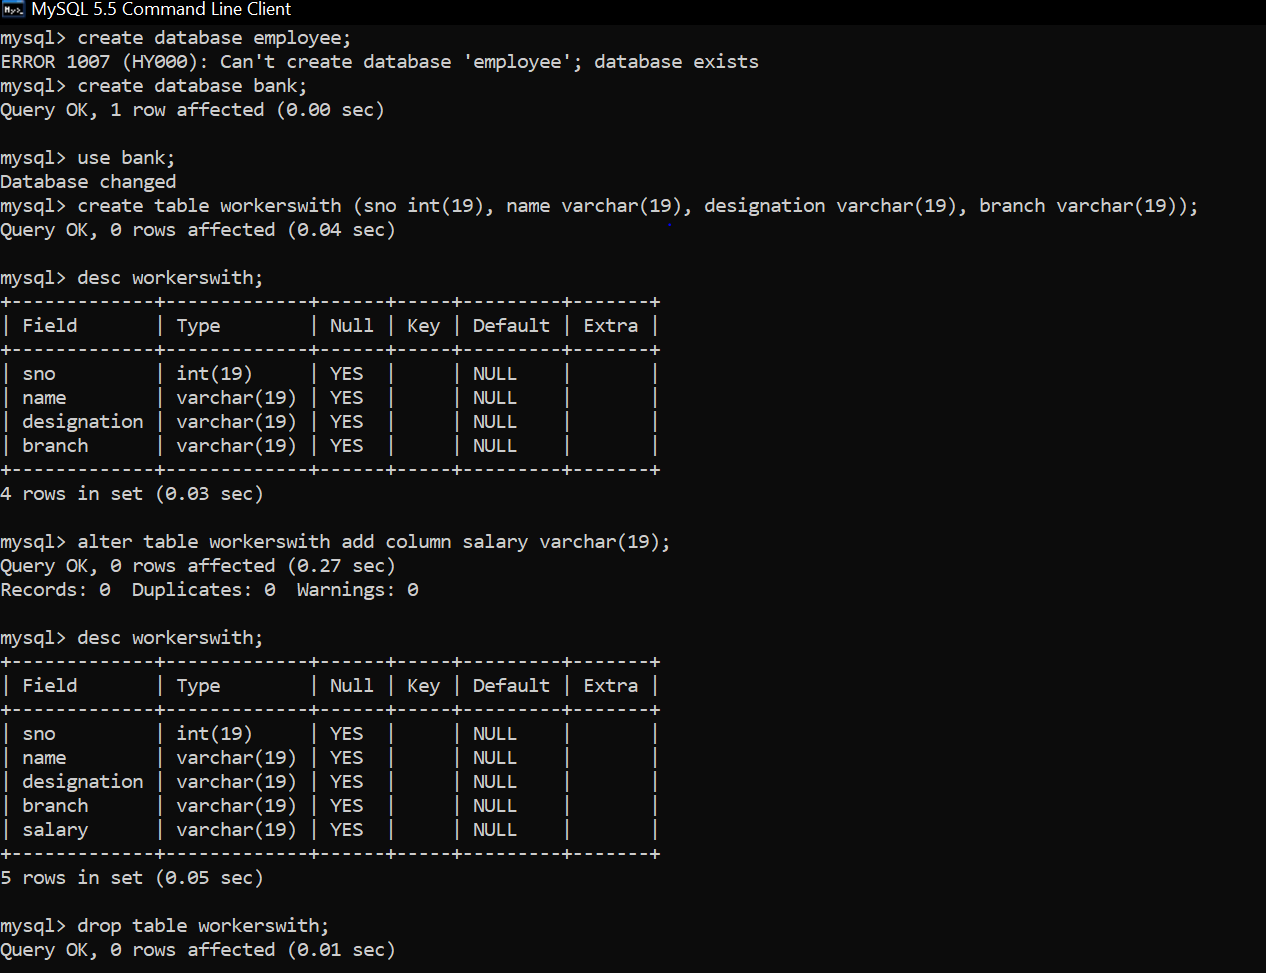 MySQL 5.5 Command Line Client
mysql> create database employee;
ERROR 1007 (HY000): Can't create database 'employee'; database exists
mysql> create database bank;
Query OK, 1 row affected (0.00 sec)
mysql> use bank;
Database changed
mysql> create table workerswith (sno int(19), name varchar(19), designation varchar(19), branch varchar(19));
Query OK, 0 rows affected (0.04 sec)
mysql> desc workerswith;
+-------------+-------------+------+-----+---------+-------+
| Field       | Type        | Null | Key | Default | Extra |
+-------------+-------------+------+-----+---------+-------+
| sno         | int(19)     | YES  |     | NULL    |       |
| name        | varchar(19) | YES  |     | NULL    |       |
| designation | varchar(19) | YES  |     | NULL    |       |
| branch      | varchar(19) | YES  |     | NULL    |       |
+-------------+-------------+------+-----+---------+-------+
4 rows in set (0.03 sec)
mysql> alter table workerswith add column salary varchar(19);
Query OK, 0 rows affected (0.27 sec)
Records: 0  Duplicates: 0  Warnings: 0
mysql> desc workerswith;
+-------------+-------------+------+-----+---------+-------+
| Field       | Type        | Null | Key | Default | Extra |
+-------------+-------------+------+-----+---------+-------+
| sno         | int(19)     | YES  |     | NULL    |       |
| name        | varchar(19) | YES  |     | NULL    |       |
| designation | varchar(19) | YES  |     | NULL    |       |
| branch      | varchar(19) | YES  |     | NULL    |       |
| salary      | varchar(19) | YES  |     | NULL    |       |
+-------------+-------------+------+-----+---------+-------+
5 rows in set (0.05 sec)
mysql> drop table workerswith;
Query OK, 0 rows affected (0.01 sec)